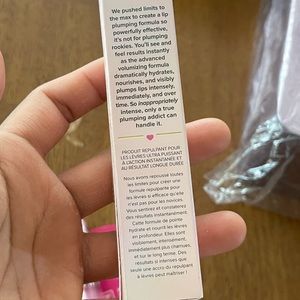 We pushed limits to
the max to create a lip
plumping formula so
powerfully effective,
it's not for plumping
rookies. You'll see and
feel results instantly
as the advanced
volumizing formula
dramatically hydrates,
nourishes, and visibly
plumps lips intensely,
immediately, and over
time. So inappropriately
intense, only a true
plumping addict can
handle it.
PRODUIT REPULPANT POUR
LES LÈVRES ULTRA PUISSANT
À L'ACTION INSTANTANÉE ET
AU RÉSULTAT LONGUE DURÉE
Nous avons repoussé toutes
les limites pour créer une
formule repulpante pour
les lèvres si efficace qu'elle
n'est pas pour les novices.
Vous sentirez et constaterez
des résultats instantanément.
Cette formule de pointe
hydrate et nourrit les lèvres
en profondeur. Elles sont
visiblement, intensément,
immédiatement plus charnues,
et sur le long terme. Des
résultats si intenses que
seule une accro du repulpant
à lèvres peut maîtriser !